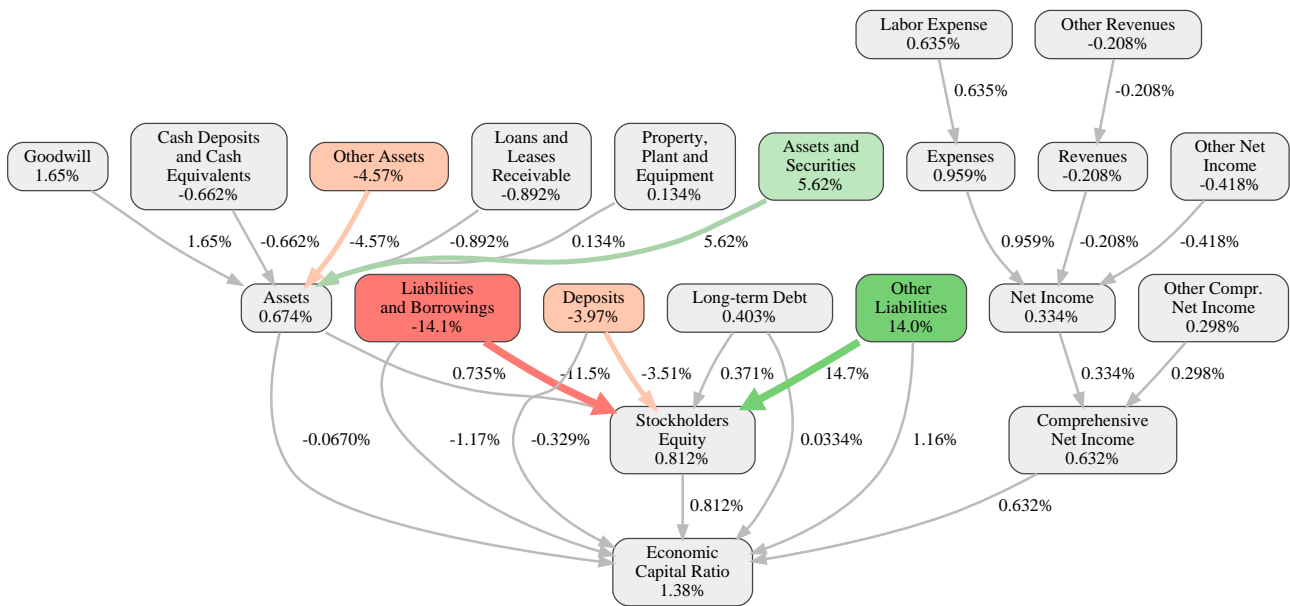 Labor Expense
0.635%
Other Revenues
-0.208%
0.635%
-0.208%
Goodwill
1.65%
Cash Deposits
and Cash
Equivalents
-0.662%
Other Assets
-4.57%
Loans and
Leases
Receivable
-0.892%
Property,
Plant and
Equipment
0.134%
Assets and
Securities
5.62%
Expenses
0.959%
Revenues
-0.208%
Other Net
Income
-0.418%
1.65%
-0.662%
-4.57%
-0.892%
0.134%
5.62%
0.959%
-0.208%
-0.418%
Assets
0.674%
Liabilities
and Borrowings
-14.1%
Deposits
-3.97%
Long-term Debt
0.403%
Other
Liabilities
14.0%
Net Income
0.334%
Other Compr.
Net Income
0.298%
0.735%
-11.5%
-3.51%
0.371%
14.7%
0.334%
0.298%
Stockholders
Equity
0.812%
Comprehensive
Net Income
0.632%
-0.0670%
-1.17%
-0.329%
0.0334%
1.16%
0.812%
0.632%
Economic
Capital Ratio
1.38%